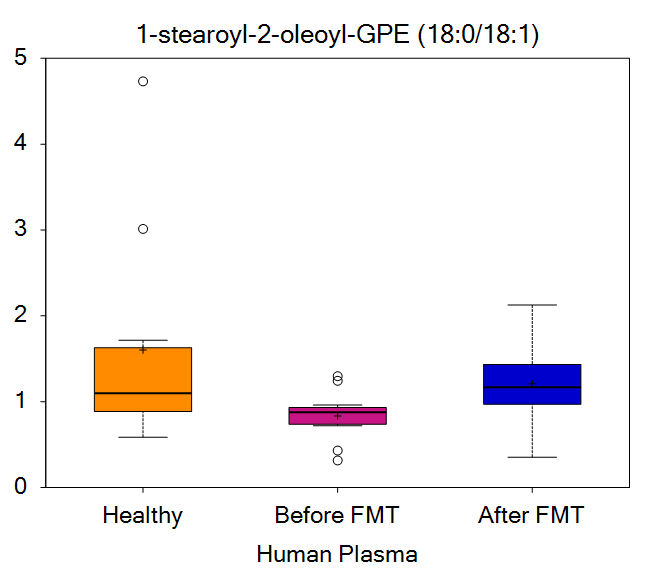 1-stearoyl-2-oleoyl-GPE (18:0/18:1)
5
4
3
2
1
0
Healthy Before FMT After FMT
Human Plasma